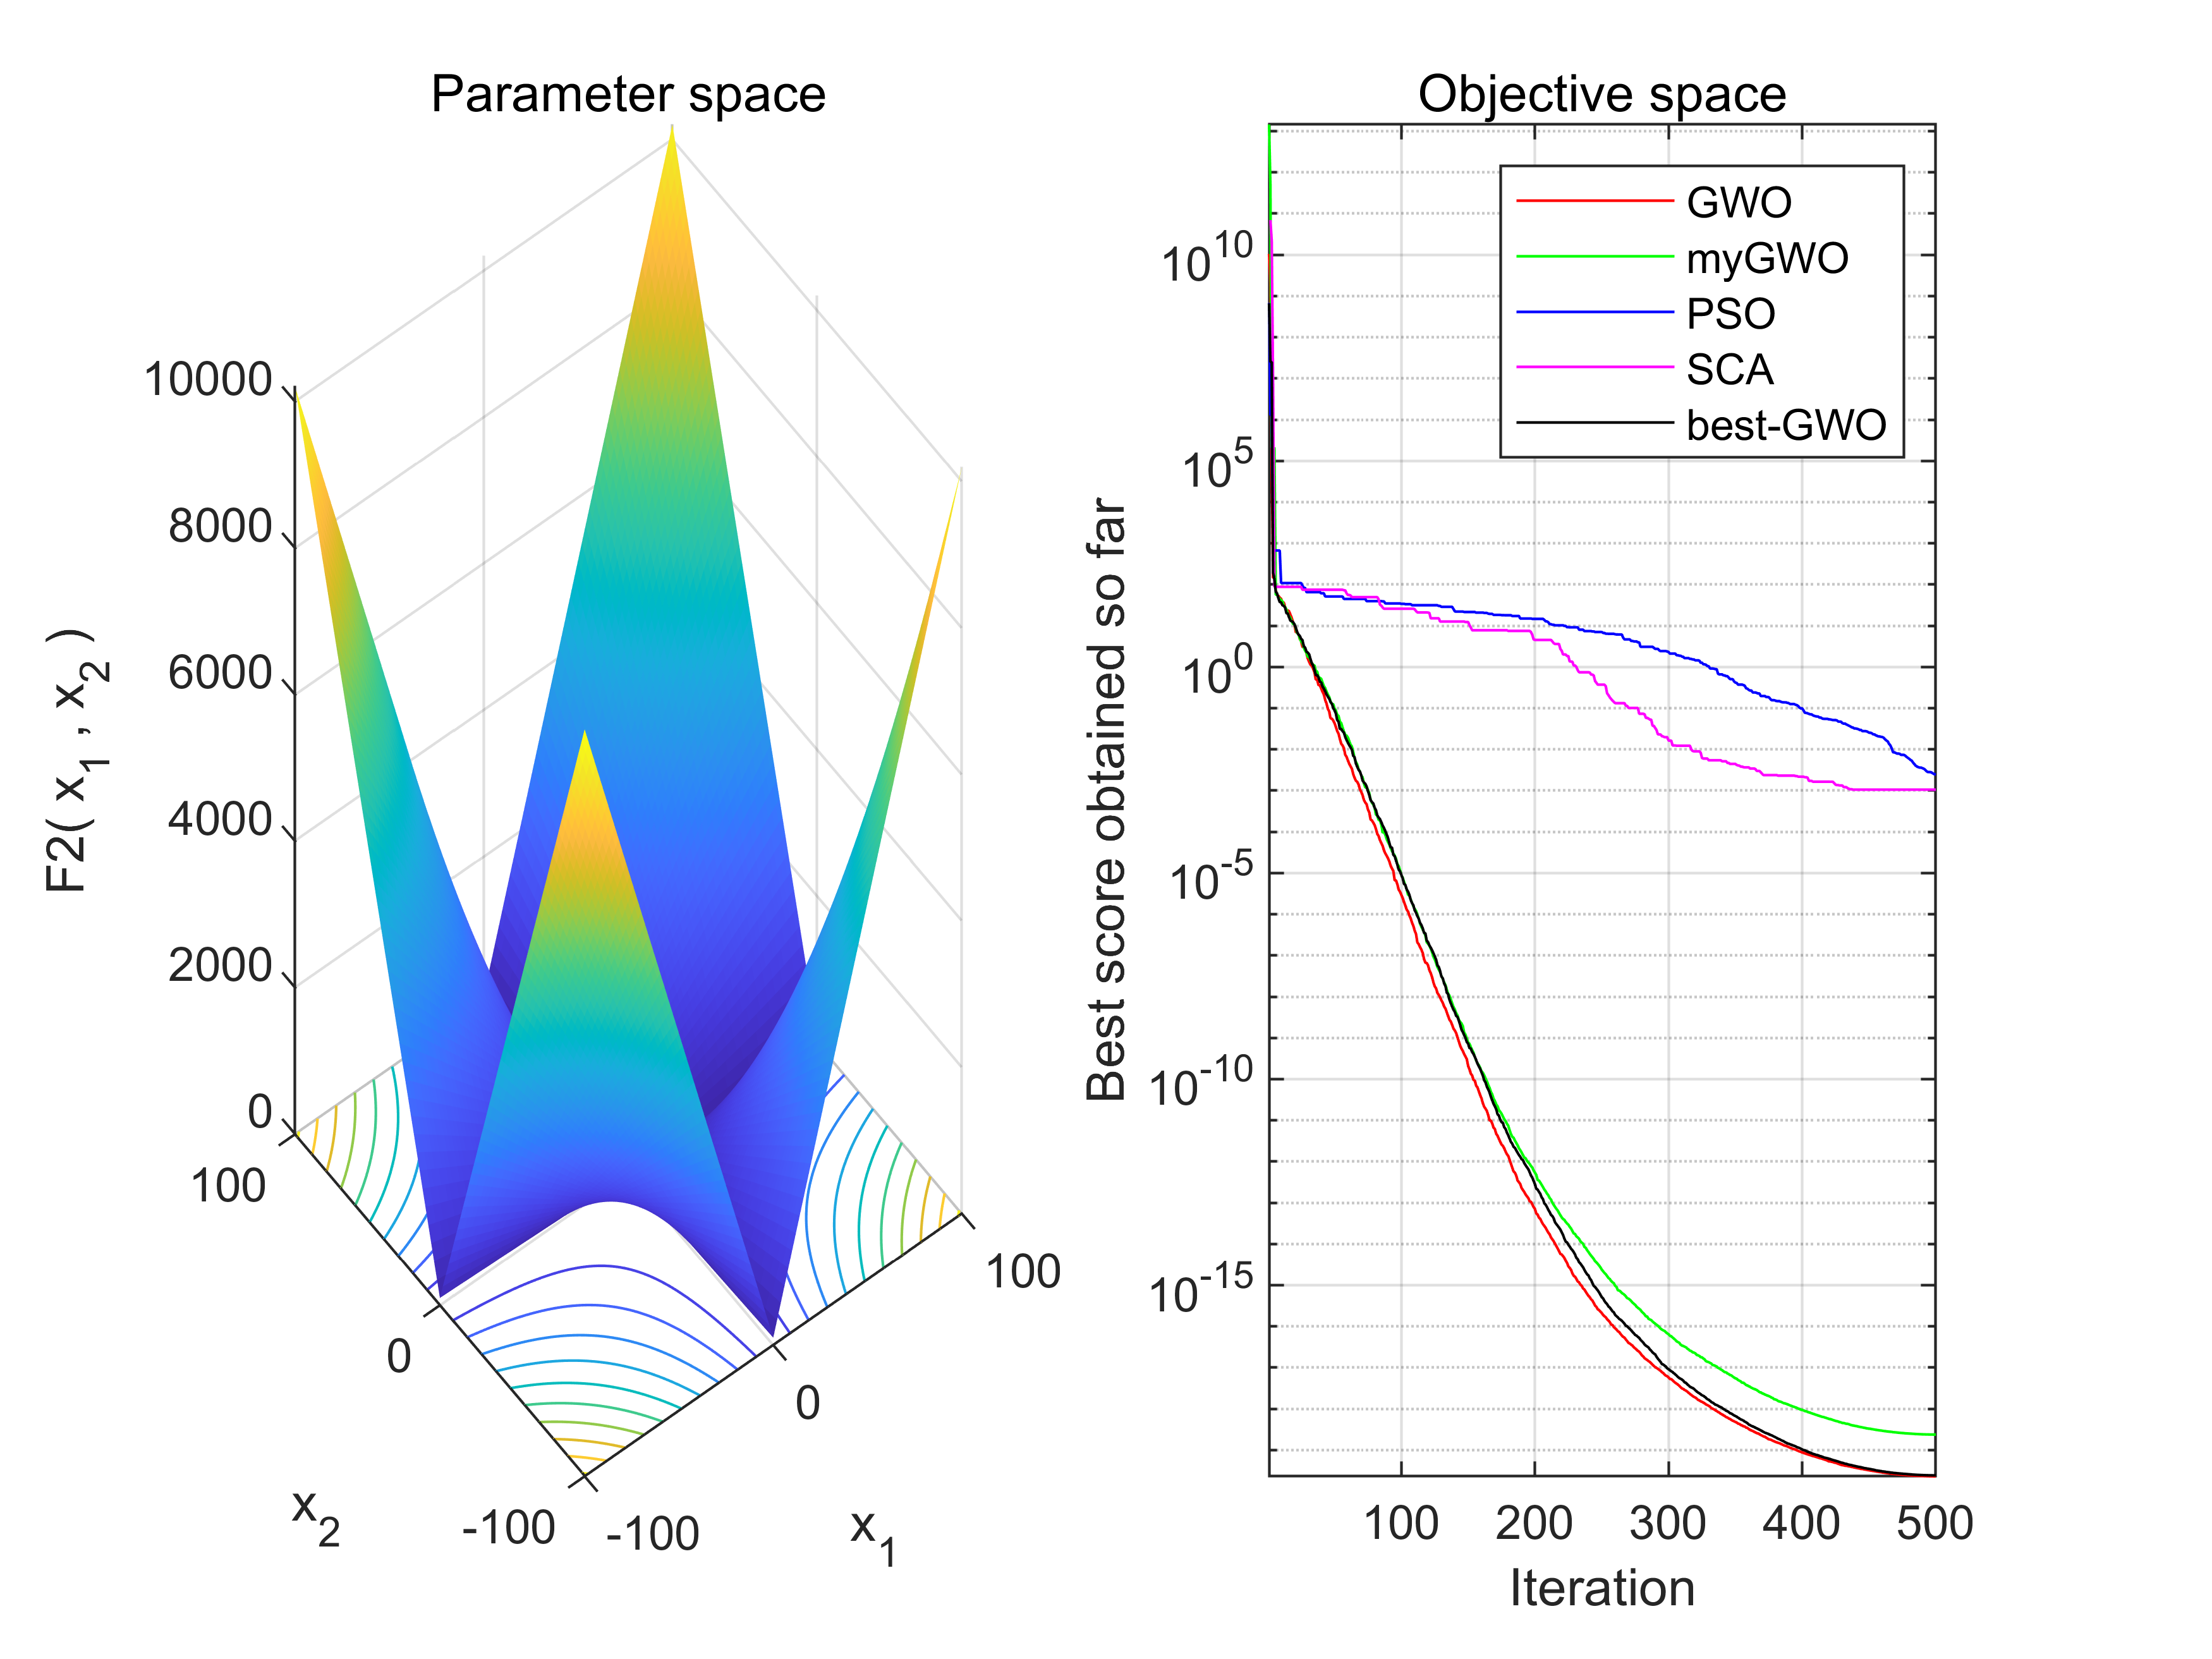 Parameter space
F2( x_1 , x_2 )
10000
8000
6000
4000
2000
0
100
0
-100
x_2
-100
0
100
x_1
Objective space
Best score obtained so far
10^10
10^5
10^0
10^-5
10^-10
10^-15
GWO
myGWO
PSO
SCA
best-GWO
100 200 300 400 500
Iteration